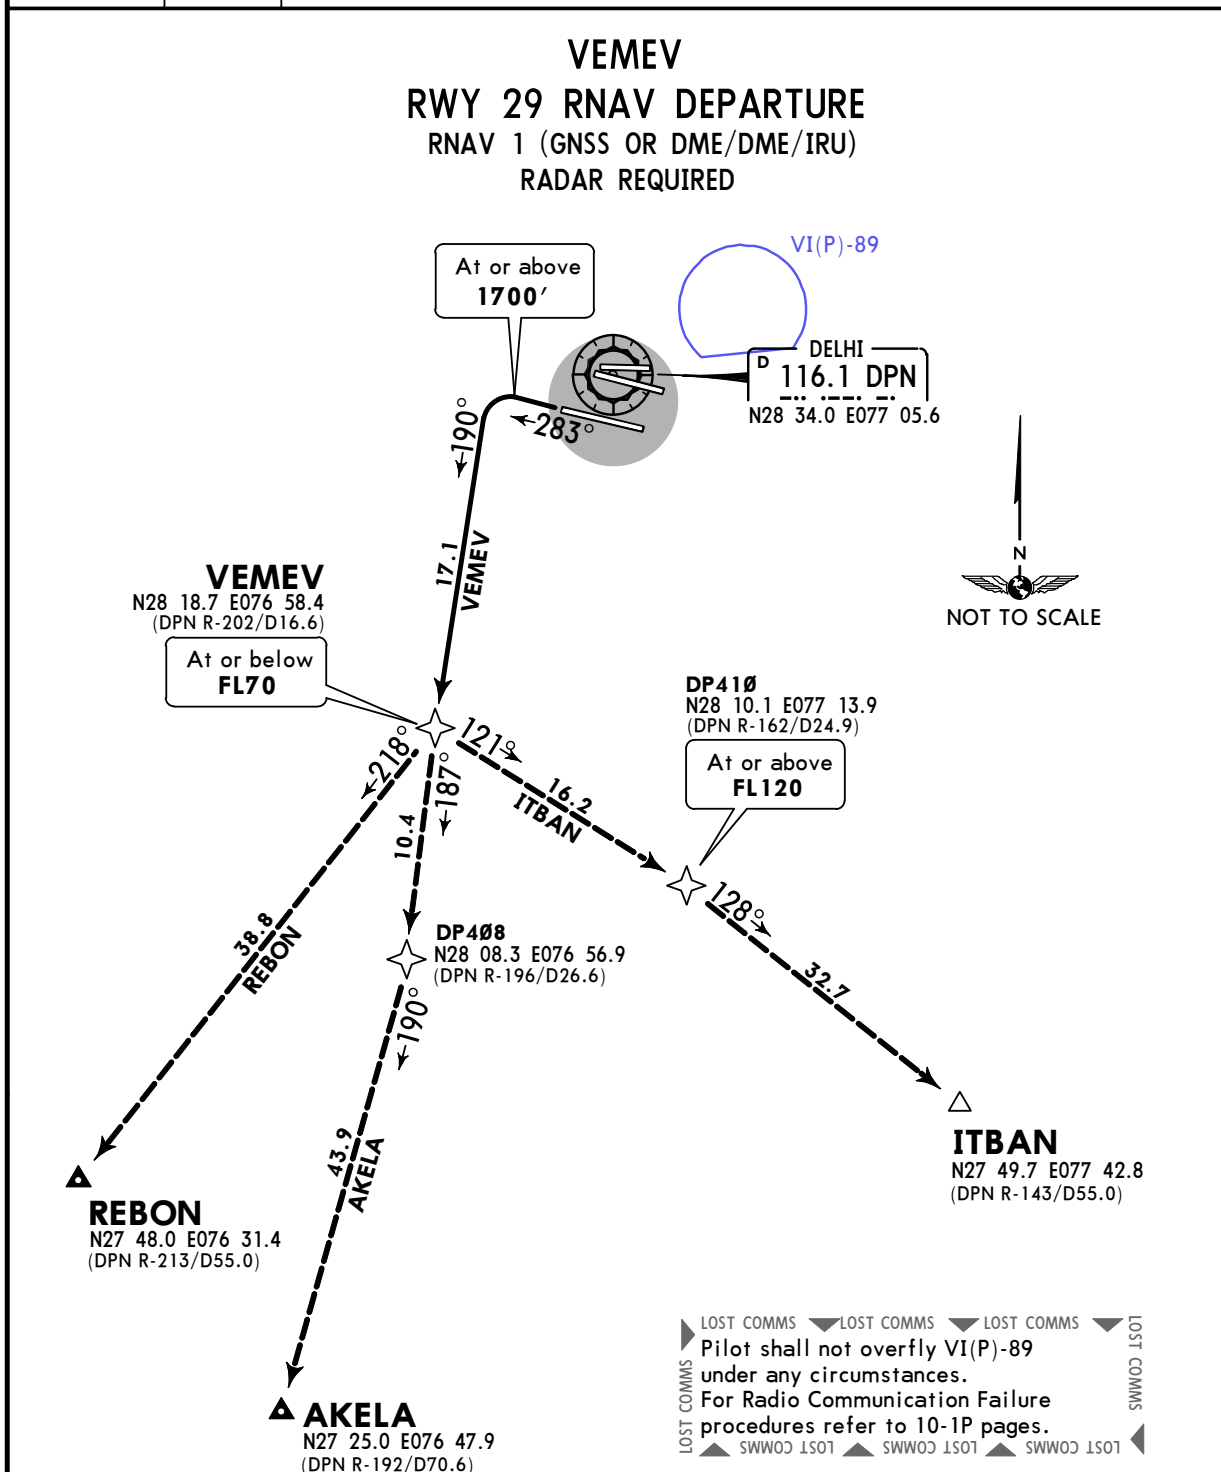 VEMEV
RWY 29 RNAV DEPARTURE
RNAV 1 (GNSS OR DME/DME/IRU)
RADAR REQUIRED
VI(P)-89
At or above
1700'
DELHI
D 116.1 DPN
N28 34.0 E077 05.6
283°
190°
17.1
VEMEV
N
NOT TO SCALE
VEMEV
N28 18.7 E076 58.4
(DPN R-202/D16.6)
At or below
FL70
DP41Ø
N28 10.1 E077 13.9
(DPN R-162/D24.9)
At or above
FL120
218°
187°
121°
16.2
ITBAN
10.4
128°
32.7
38.8
REBON
DP4Ø8
N28 08.3 E076 56.9
(DPN R-196/D26.6)
190°
43.9
AKELA
ITBAN
N27 49.7 E077 42.8
(DPN R-143/D55.0)
REBON
N27 48.0 E076 31.4
(DPN R-213/D55.0)
AKELA
N27 25.0 E076 47.9
(DPN R-192/D70.6)
LOST COMMS LOST COMMS LOST COMMS
LOST COMMS
Pilot shall not overfly VI(P)-89
under any circumstances.
For Radio Communication Failure
procedures refer to 10-1P pages.
LOST COMMS
LOST COMMS LOST COMMS LOST COMMS